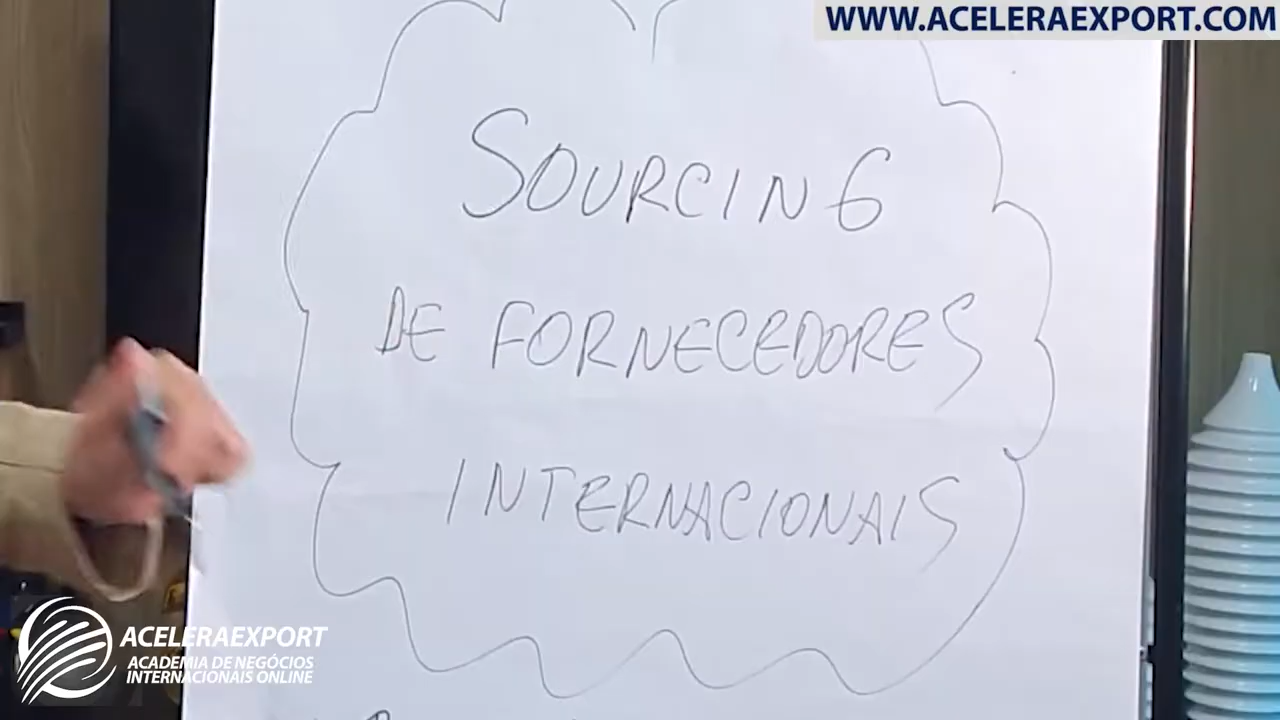 WWW.ACELERAEXPORT.COM
SOURCING
DE FORNECEDORES
INTERNACIONAIS
ACELERAEXPORT
ACADEMIA DE NEGÓCIOS
INTERNACIONAIS ONLINE